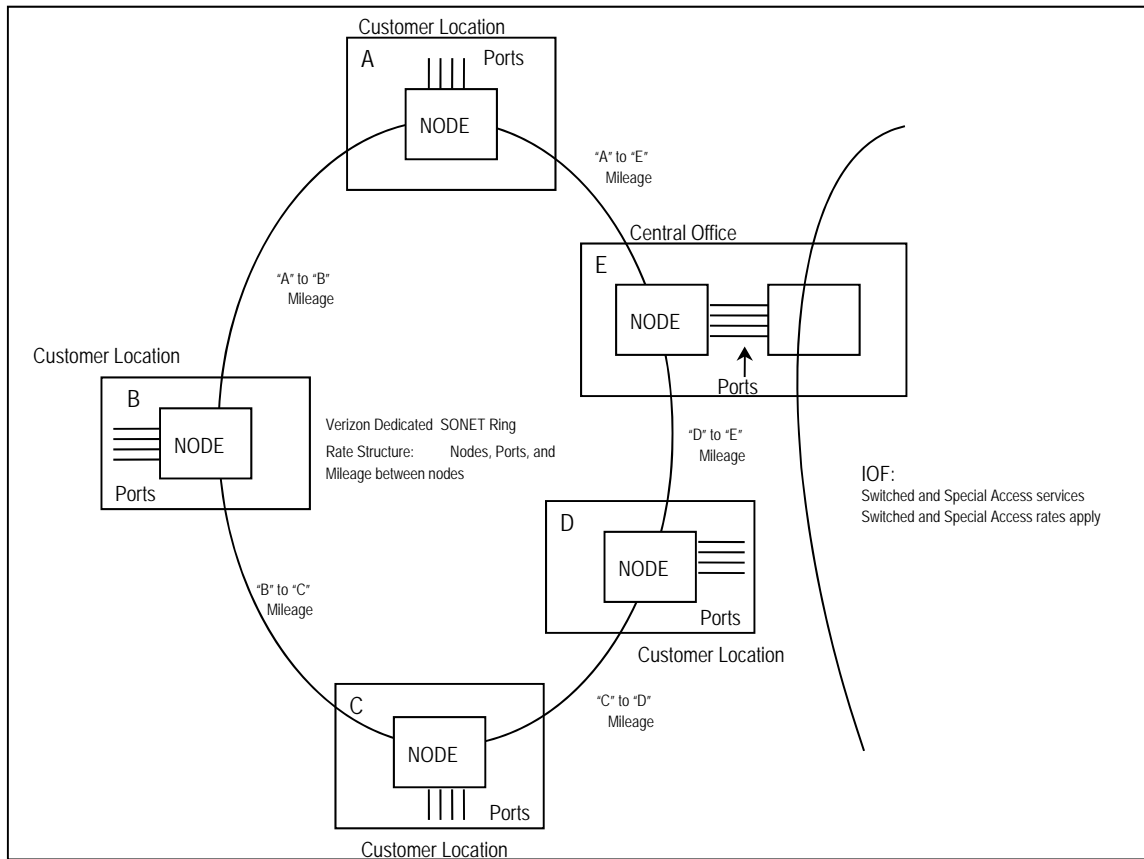 Customer Location
A
Ports
NODE
"A" to "E"
Mileage
Central Office
E
NODE
Ports
"A" to "B"
Mileage
Customer Location
B
NODE
Ports
Verizon Dedicated SONET Ring
Rate Structure: Nodes, Ports, and
Mileage between nodes
"D" to "E"
Mileage
IOF:
Switched and Special Access services
Switched and Special Access rates apply
D
NODE
Ports
Customer Location
"B" to "C"
Mileage
"C" to "D"
Mileage
C
NODE
Ports
Customer Location